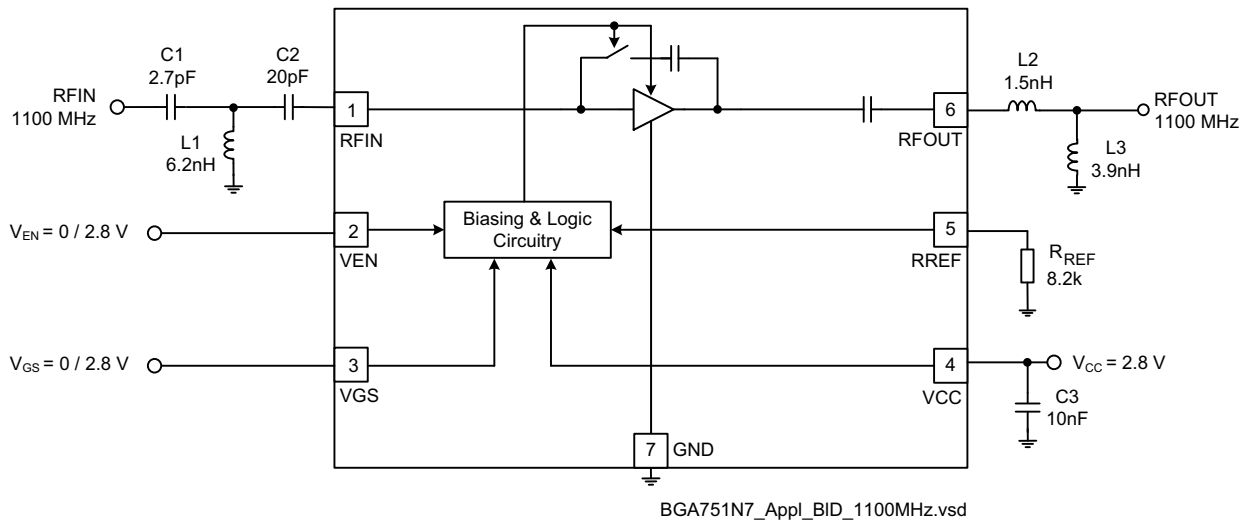 C1
2.7pF
C2
20pF
RFIN
1100 MHz
L1
6.2nH
1
RFIN
6
RFOUT
L2
1.5nH
RFOUT
1100 MHz
L3
3.9nH
V_EN = 0 / 2.8 V
2
VEN
Biasing & Logic
Circuitry
5
RREF
R_REF
8.2k
V_GS = 0 / 2.8 V
3
VGS
4
VCC
V_CC = 2.8 V
C3
10nF
7
GND
BGA751N7_Appl_BID_1100MHz.vsd